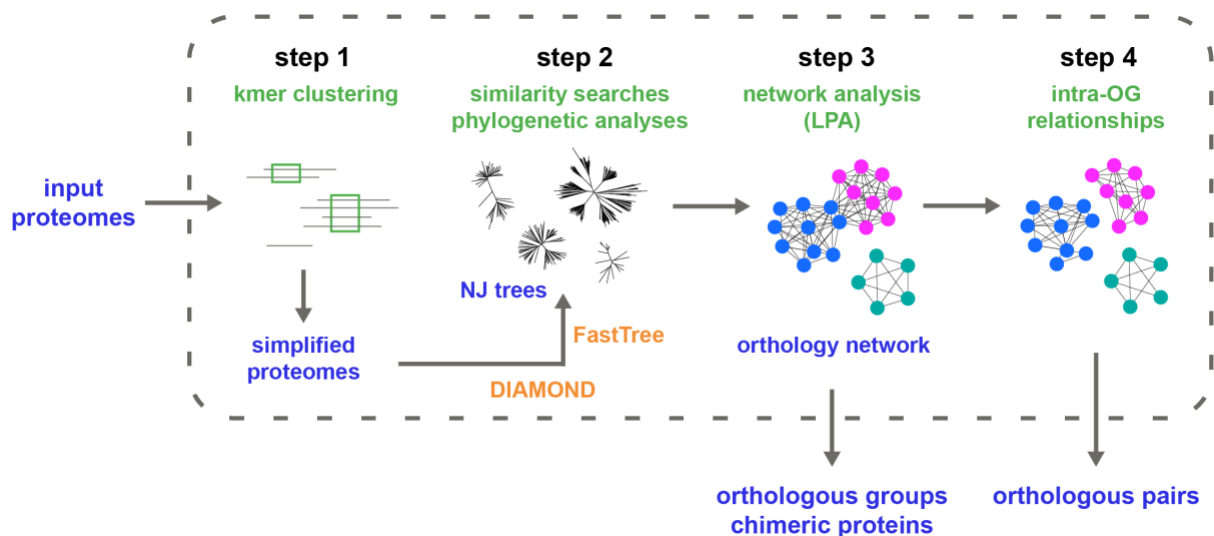 step 1
kmer clustering
step 2
similarity searches
phylogenetic analyses
step 3
network analysis
(LPA)
step 4
intra-OG
relationships
input
proteomes
NJ trees
simplified
proteomes
FastTree
DIAMOND
orthology network
orthologous groups
chimeric proteins
orthologous pairs